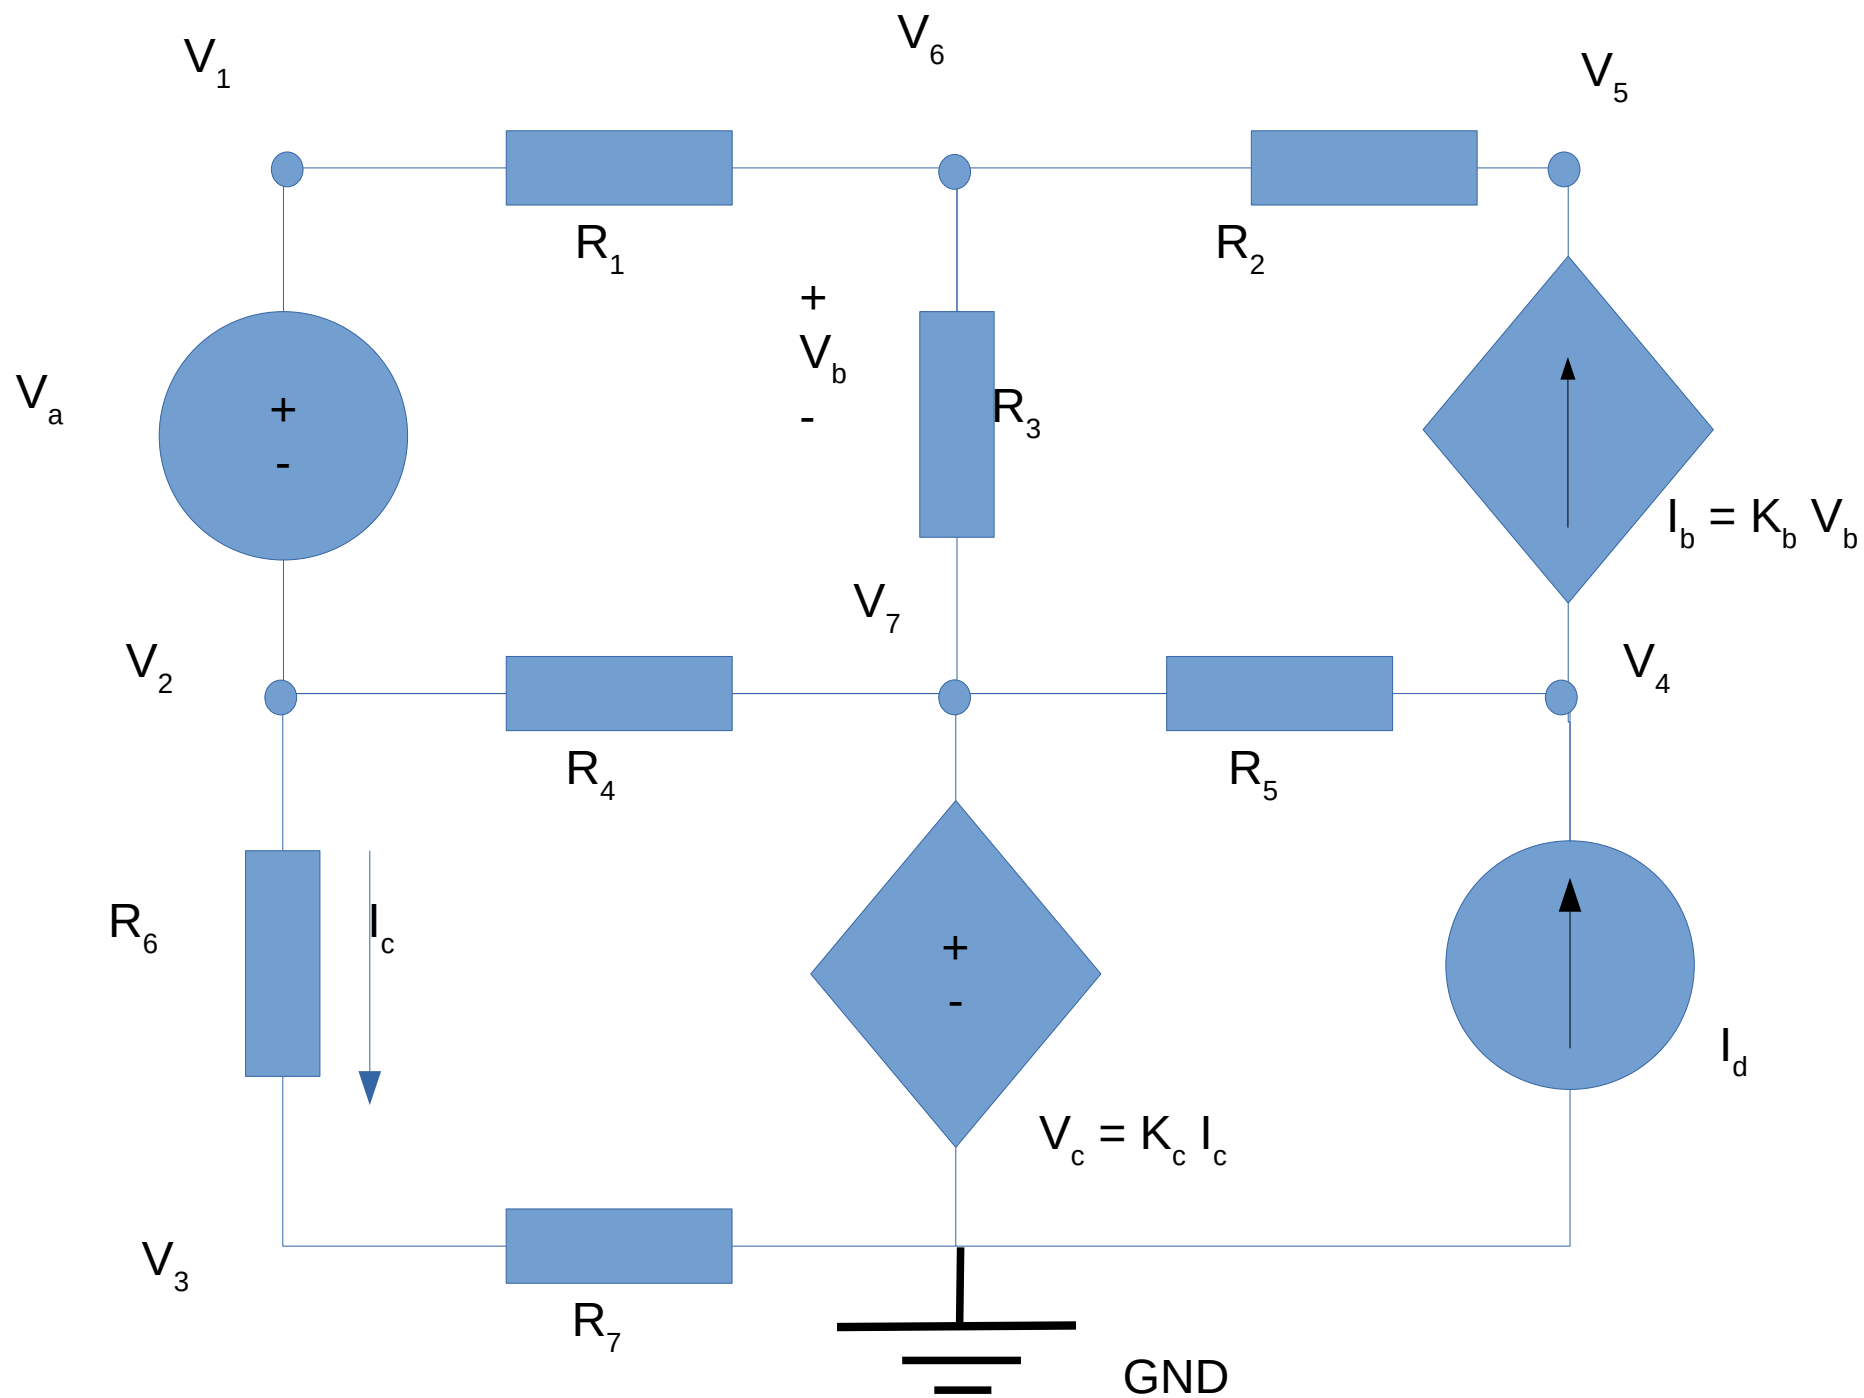 V6
V1
V5
R1
R2
+
Vb
-
Va
+
-
R3
Ib = Kb Vb
V7
V2
V4
R4
R5
R6
Ic
+
-
Id
Vc = Kc Ic
V3
R7
GND